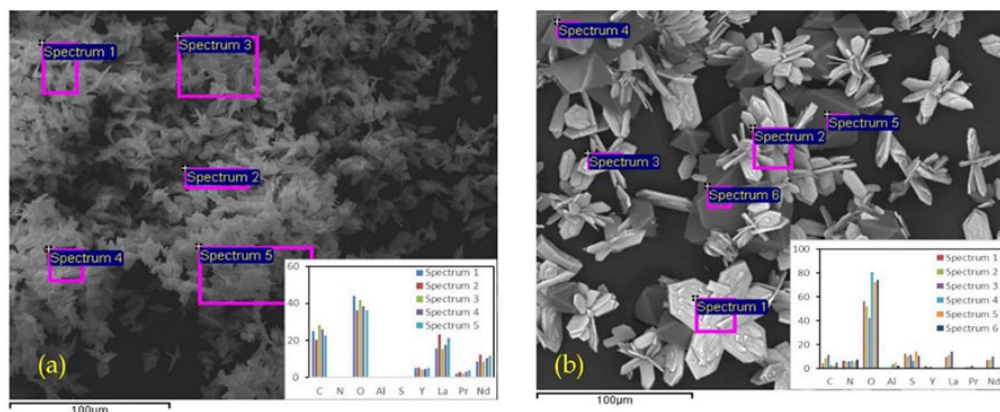 Spectrum 1
Spectrum 3
Spectrum 2
Spectrum 4
Spectrum 5
60
40
20
0
Spectrum 1
Spectrum 2
Spectrum 3
Spectrum 4
Spectrum 5
C N O Al S Y La Pr Nd
(a)
100µm
Spectrum 4
Spectrum 2
Spectrum 5
Spectrum 3
Spectrum 6
Spectrum 1
100
80
60
40
20
0
Spectrum 1
Spectrum 2
Spectrum 3
Spectrum 4
Spectrum 5
Spectrum 6
C N O Al S Y La Pr Nd
(b)
100µm